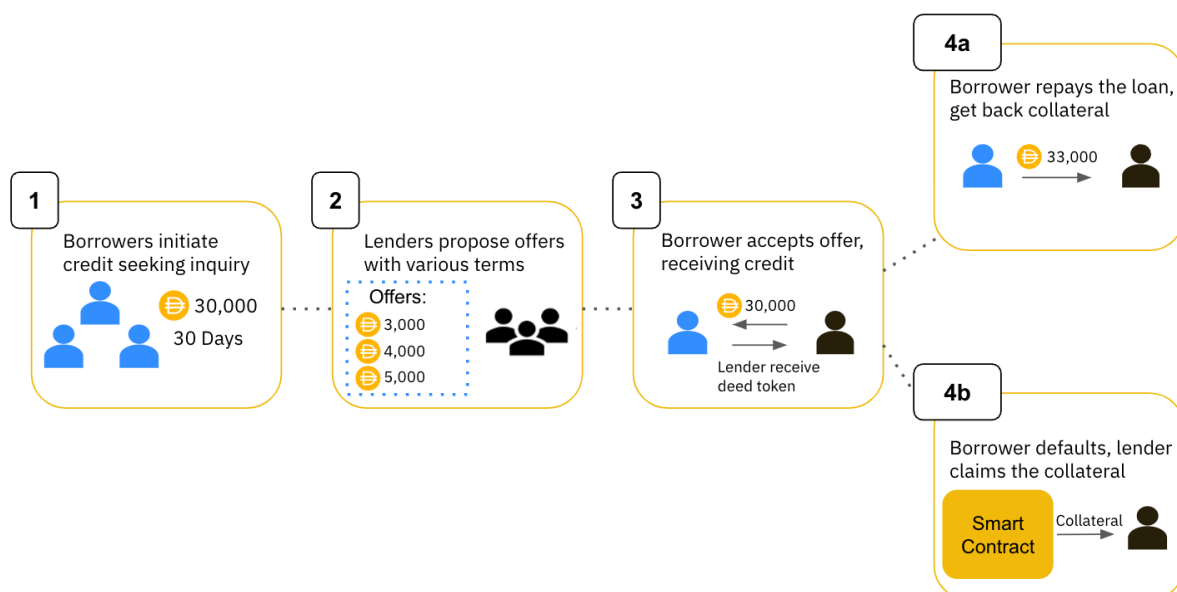 1
Borrowers initiate
credit seeking inquiry
30,000
30 Days
2
Lenders propose offers
with various terms
Offers:
3,000
4,000
5,000
3
Borrower accepts offer,
receiving credit
30,000
Lender receive
deed token
4a
Borrower repays the loan,
get back collateral
33,000
4b
Borrower defaults, lender
claims the collateral
Smart
Contract
Collateral